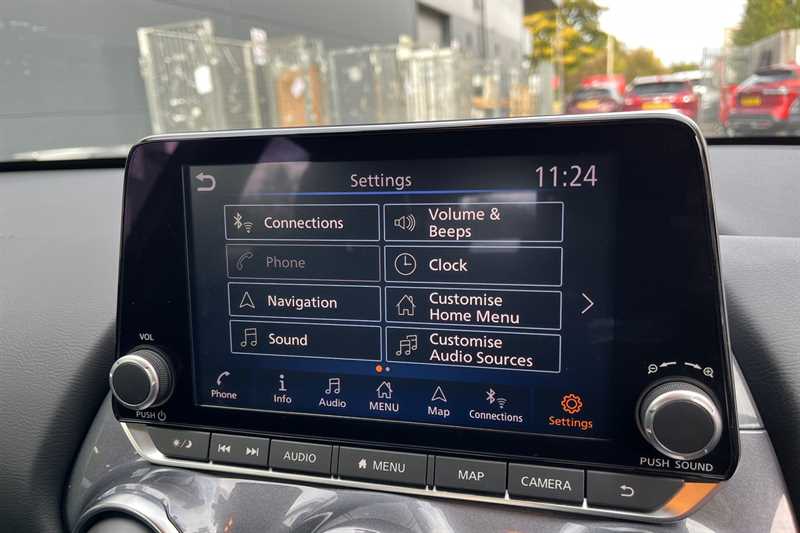 Settings
11:24
Connections
Volume &
Beeps
Phone
Clock
Navigation
Customise
Home Menu
Sound
Customise
Audio Sources
Phone
Info
Audio
MENU
Map
Connections
Settings
VOL
PUSH
PUSH SOUND
AUDIO
MENU
MAP
CAMERA